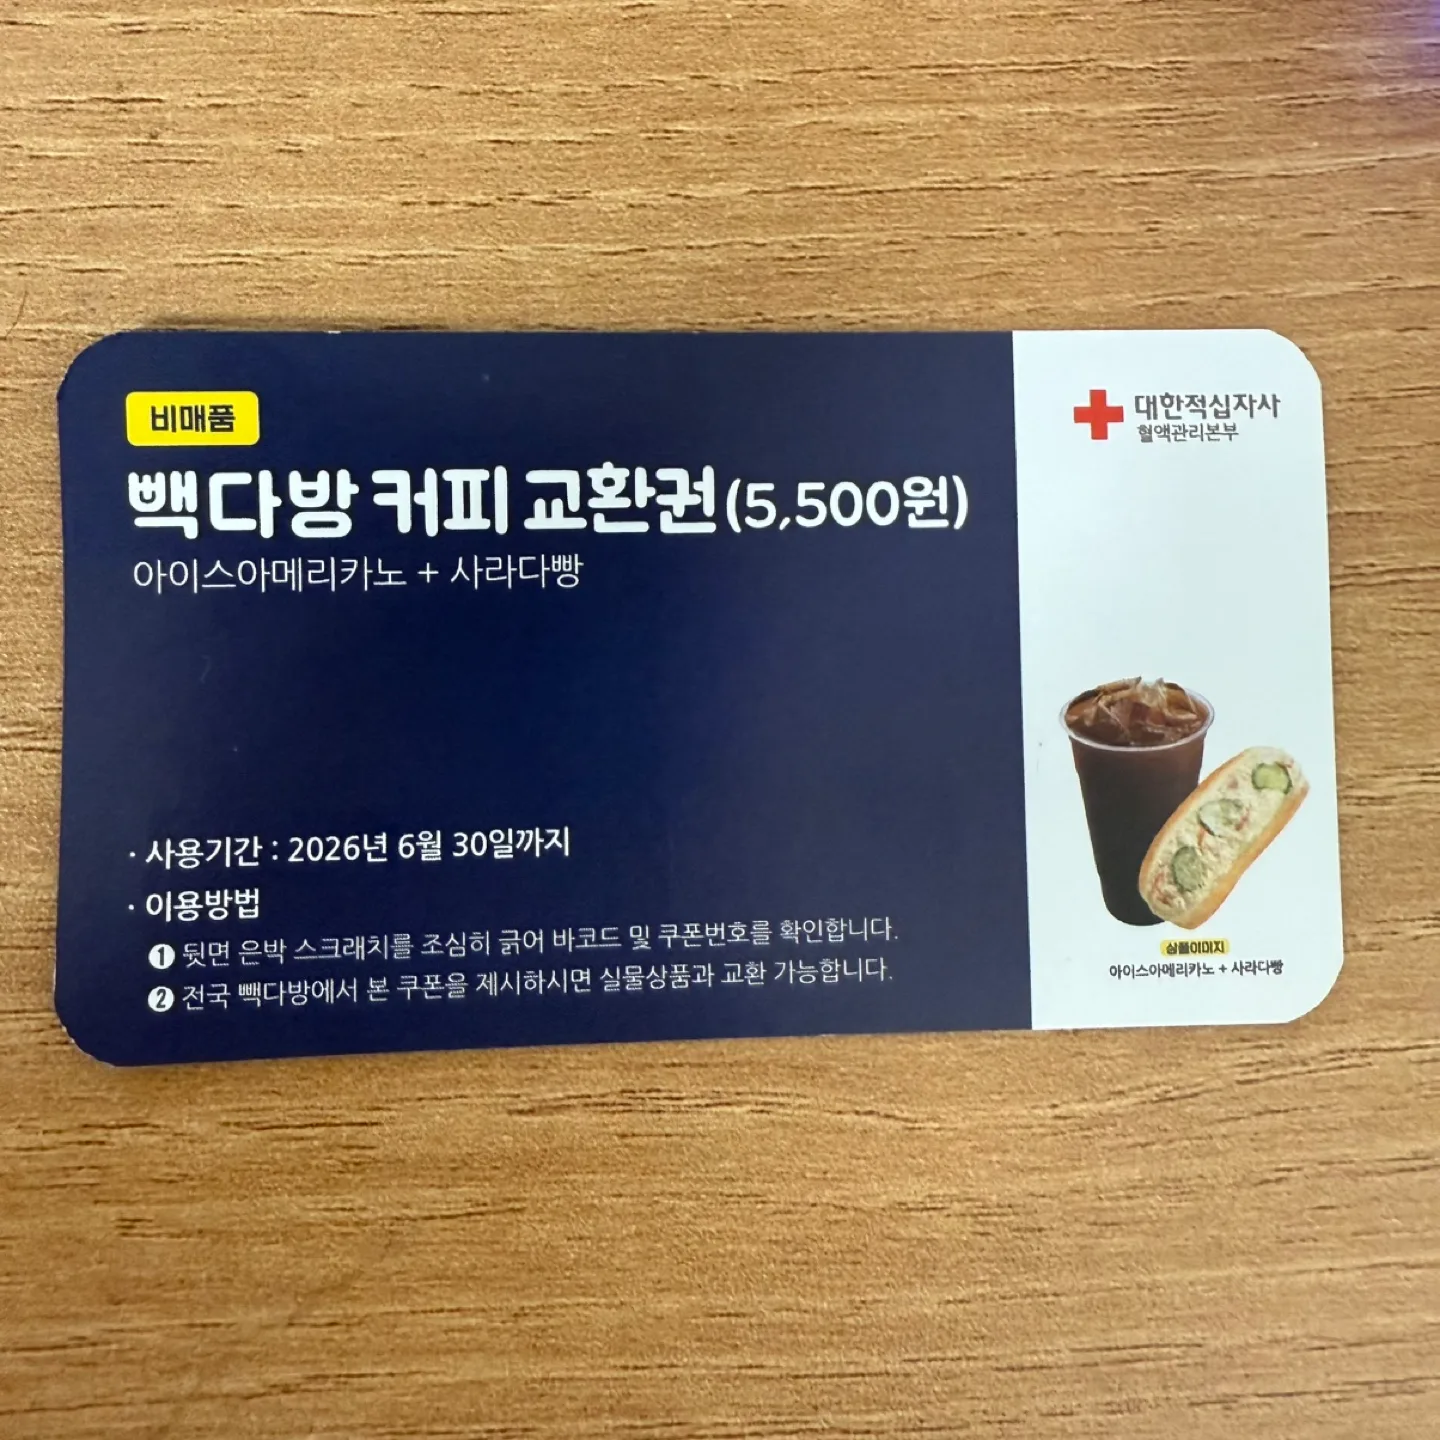 비매품
빽다방 커피 교환권 (5,500원)
아이스아메리카노 + 사라다빵
· 사용기간 : 2026년 6월 30일까지
· 이용방법
❶ 뒷면 은박 스크래치를 조심히 긁어 바코드 및 쿠폰번호를 확인합니다.
❷ 전국 빽다방에서 본 쿠폰을 제시하시면 실물상품과 교환 가능합니다.
대한적십자사
혈액관리본부
상품이미지
아이스아메리카노 + 사라다빵